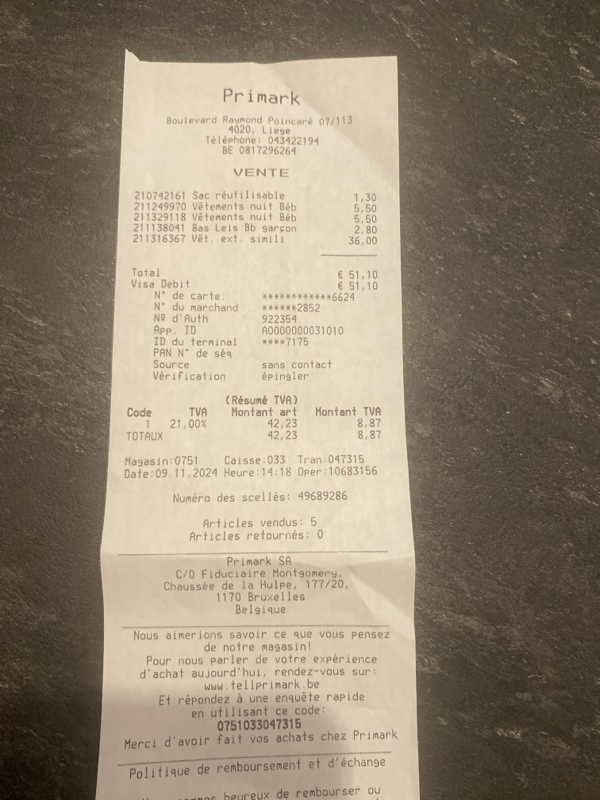 Primark
Boulevard Raymond Poincaré 07/113
4020, Liege
Téléphone: 043422194
BE 0817296264
VENTE
210742161 Sac réutilisable 1,30
211249970 Vêtements nuit Béb 5,50
211329118 Vêtements nuit Béb 5,50
211138041 Bas Leis Bb garçon 2,80
211316367 Vêt. ext. simili 36,00
Total € 51,10
Visa Debit € 51,10
N° de carte. ************6624
N° du marchand ******2852
Nº d'Auth 922354
App. ID A0000000031010
ID du terminal ****7175
PAN N° de séq
Source sans contact
Vérification épingler
(Résumé TVA)
Code TVA Montant art Montant TVA
1 21,00% 42,23 8,87
TOTAUX 42,23 8,87
Magasin:0751 Caisse:033 Tran:047315
Date:09.11.2024 Heure:14:18 Oper:10683156
Numéro des scellés: 49689286
Articles vendus: 5
Articles retournés: 0
Primark SA
C/O Fiduciaire Montgomery,
Chaussée de la Hulpe, 177/20,
1170 Bruxelles
Belgique
Nous aimerions savoir ce que vous pensez
de notre magasin!
Pour nous parler de votre expérience
d'achat aujourd'hui, rendez-vous sur:
www.tellprimark.be
Et répondez à une enquête rapide
en utilisant ce code:
0751033047315
Merci d'avoir fait vos achats chez Primark
Politique de remboursement et d'échange
heureux de rembourser ou